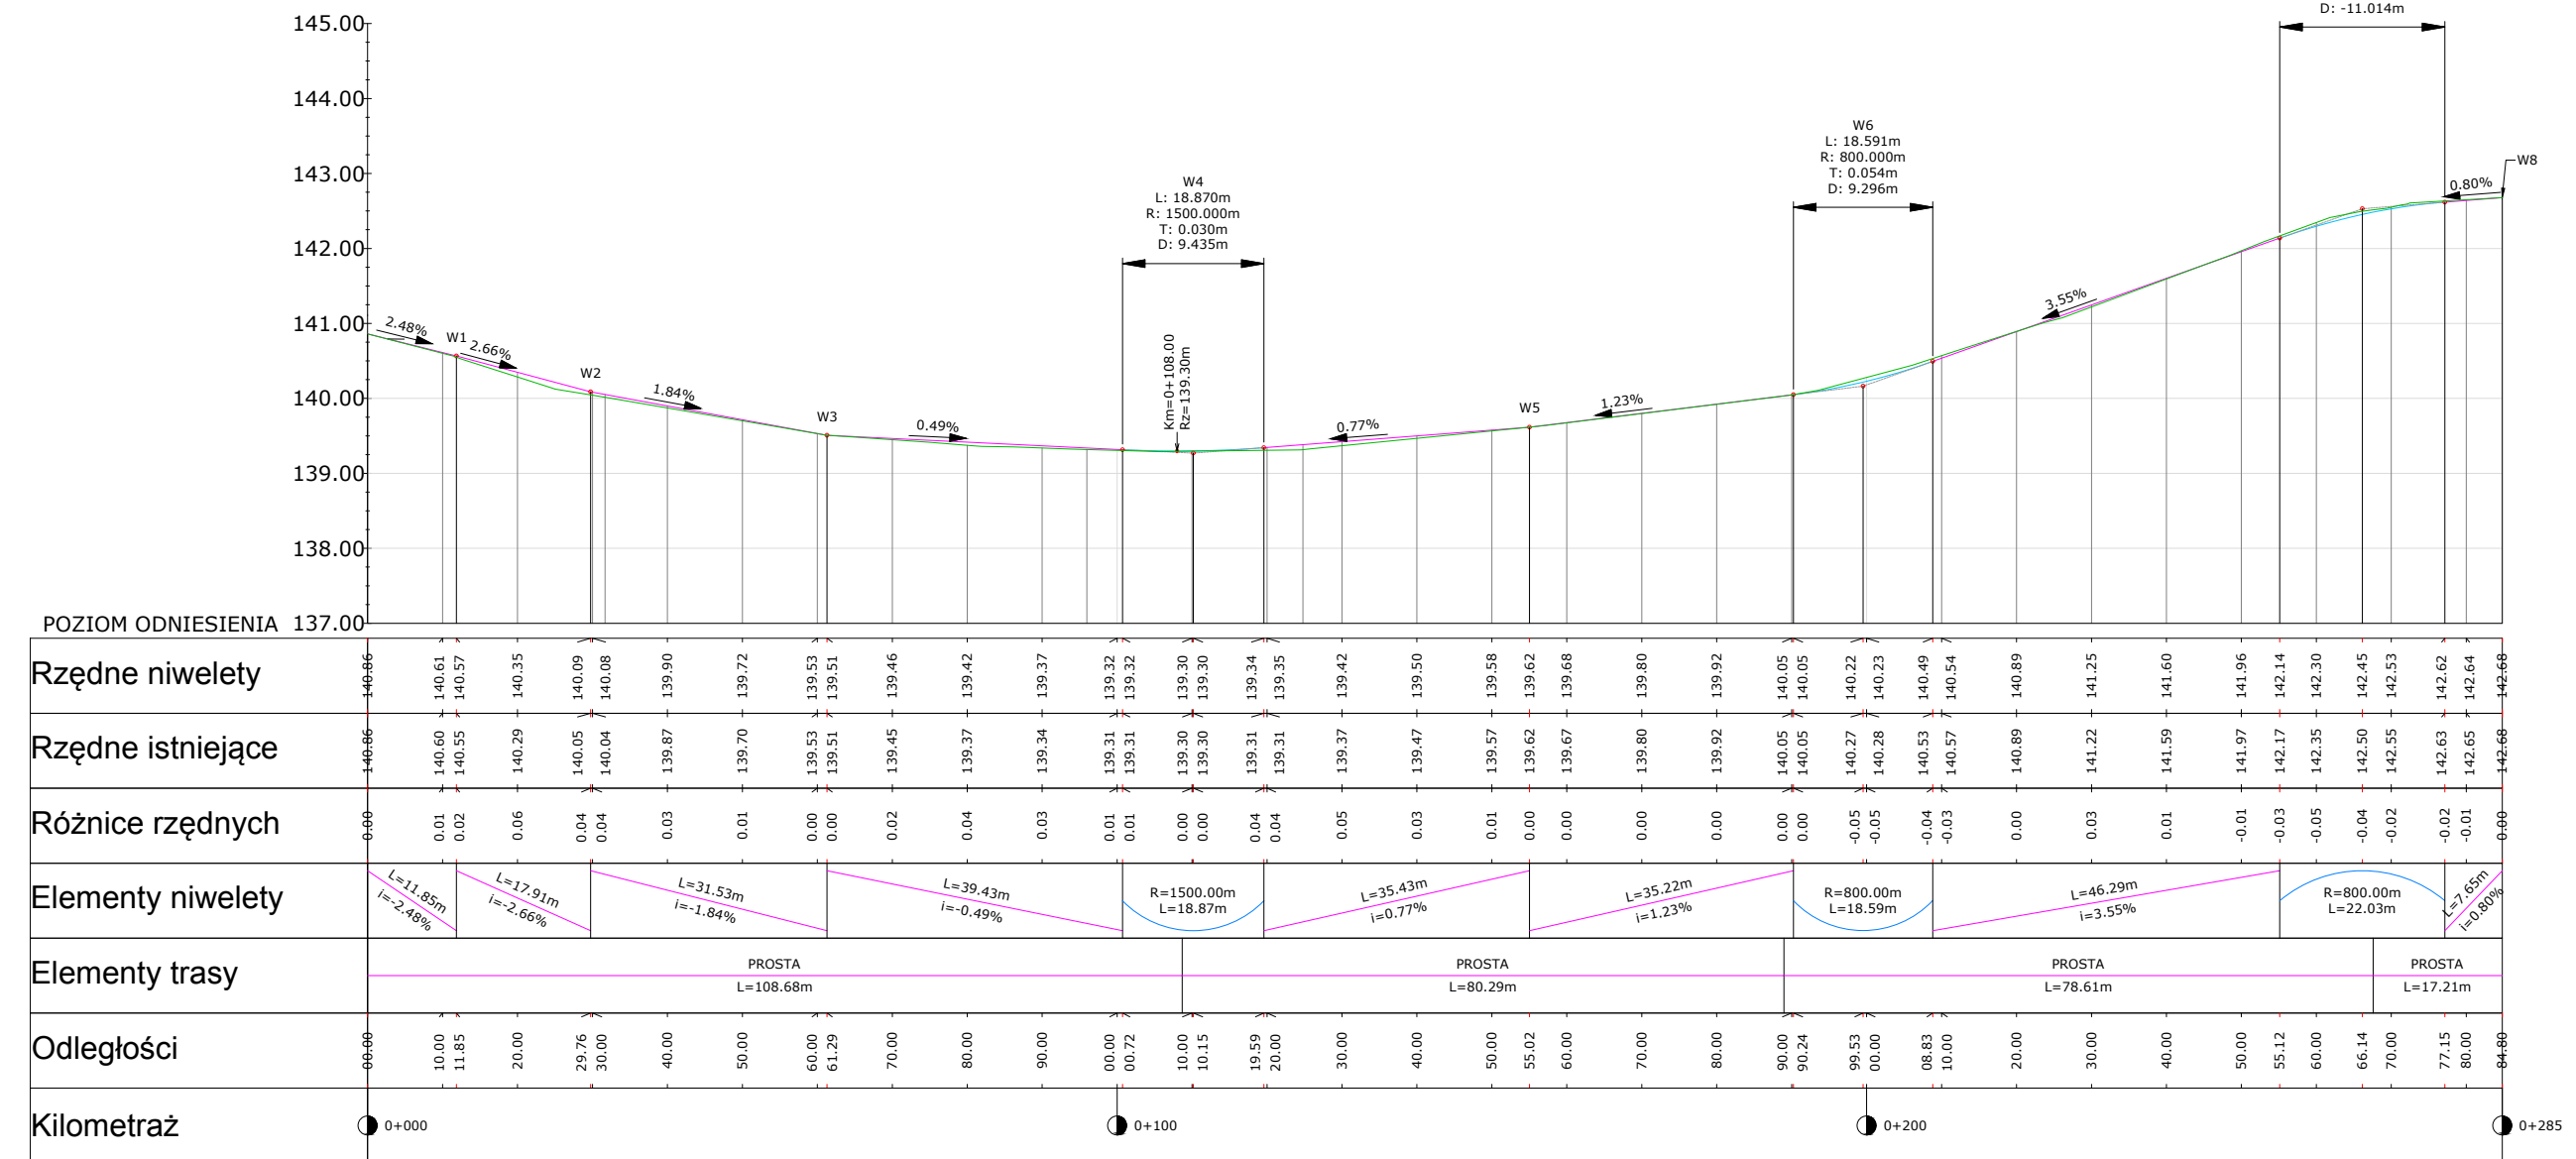 D: -11.014m
145.00
144.00
143.00
142.00
141.00
140.00
139.00
138.00
POZIOM ODNIESIENIA 137.00
2.48%
W1
2.66%
W2
1.84%
W3
0.49%
W4
L: 18.870m
R: 1500.000m
T: 0.030m
D: 9.435m
Km=0+108.00
Rz=139.30m
0.77%
W5
1.23%
W6
L: 18.591m
R: 800.000m
T: 0.054m
D: 9.296m
3.55%
0.80%
W8
Rzędne niwelety
140.86 140.61 140.57 140.35 140.09 140.08 139.90 139.72 139.53 139.51 139.46 139.42 139.37 139.32 139.32 139.30 139.30 139.34 139.35 139.42 139.50 139.58 139.62 139.68 139.80 139.92 140.05 140.05 140.22 140.23 140.49 140.54 140.89 141.25 141.60 141.96 142.14 142.30 142.45 142.53 142.62 142.64 142.68
Rzędne istniejące
140.86 140.60 140.55 140.29 140.05 140.04 139.87 139.70 139.53 139.51 139.45 139.37 139.34 139.31 139.31 139.30 139.30 139.31 139.31 139.37 139.47 139.57 139.62 139.67 139.80 139.92 140.05 140.05 140.27 140.28 140.53 140.57 140.89 141.22 141.59 141.97 142.17 142.35 142.50 142.55 142.63 142.65 142.68
Różnice rzędnych
0.00 0.01 0.02 0.06 0.04 0.04 0.03 0.01 0.00 0.00 0.02 0.04 0.03 0.01 0.01 0.00 0.00 0.04 0.04 0.05 0.03 0.01 0.00 0.00 0.00 0.00 0.00 0.00 -0.05 -0.05 -0.04 -0.03 0.00 0.03 0.01 -0.01 -0.03 -0.05 -0.04 -0.02 -0.02 -0.01 0.00
Elementy niwelety
L=11.85m
i=-2.48%
L=17.91m
i=-2.66%
L=31.53m
i=-1.84%
L=39.43m
i=-0.49%
R=1500.00m
L=18.87m
L=35.43m
i=0.77%
L=35.22m
i=1.23%
R=800.00m
L=18.59m
L=46.29m
i=3.55%
R=800.00m
L=22.03m
L=7.65m
i=0.80%
Elementy trasy
PROSTA
L=108.68m
PROSTA
L=80.29m
PROSTA
L=78.61m
PROSTA
L=17.21m
Odległości
00.00 10.00 11.85 20.00 29.76 30.00 40.00 50.00 60.00 61.29 70.00 80.00 90.00 00.00 00.72 10.00 10.15 19.59 20.00 30.00 40.00 50.00 55.02 60.00 70.00 80.00 90.00 90.24 99.53 00.00 08.83 10.00 20.00 30.00 40.00 50.00 55.12 60.00 66.14 70.00 77.15 80.00 84.80
Kilometraż
0+000 0+100 0+200 0+285